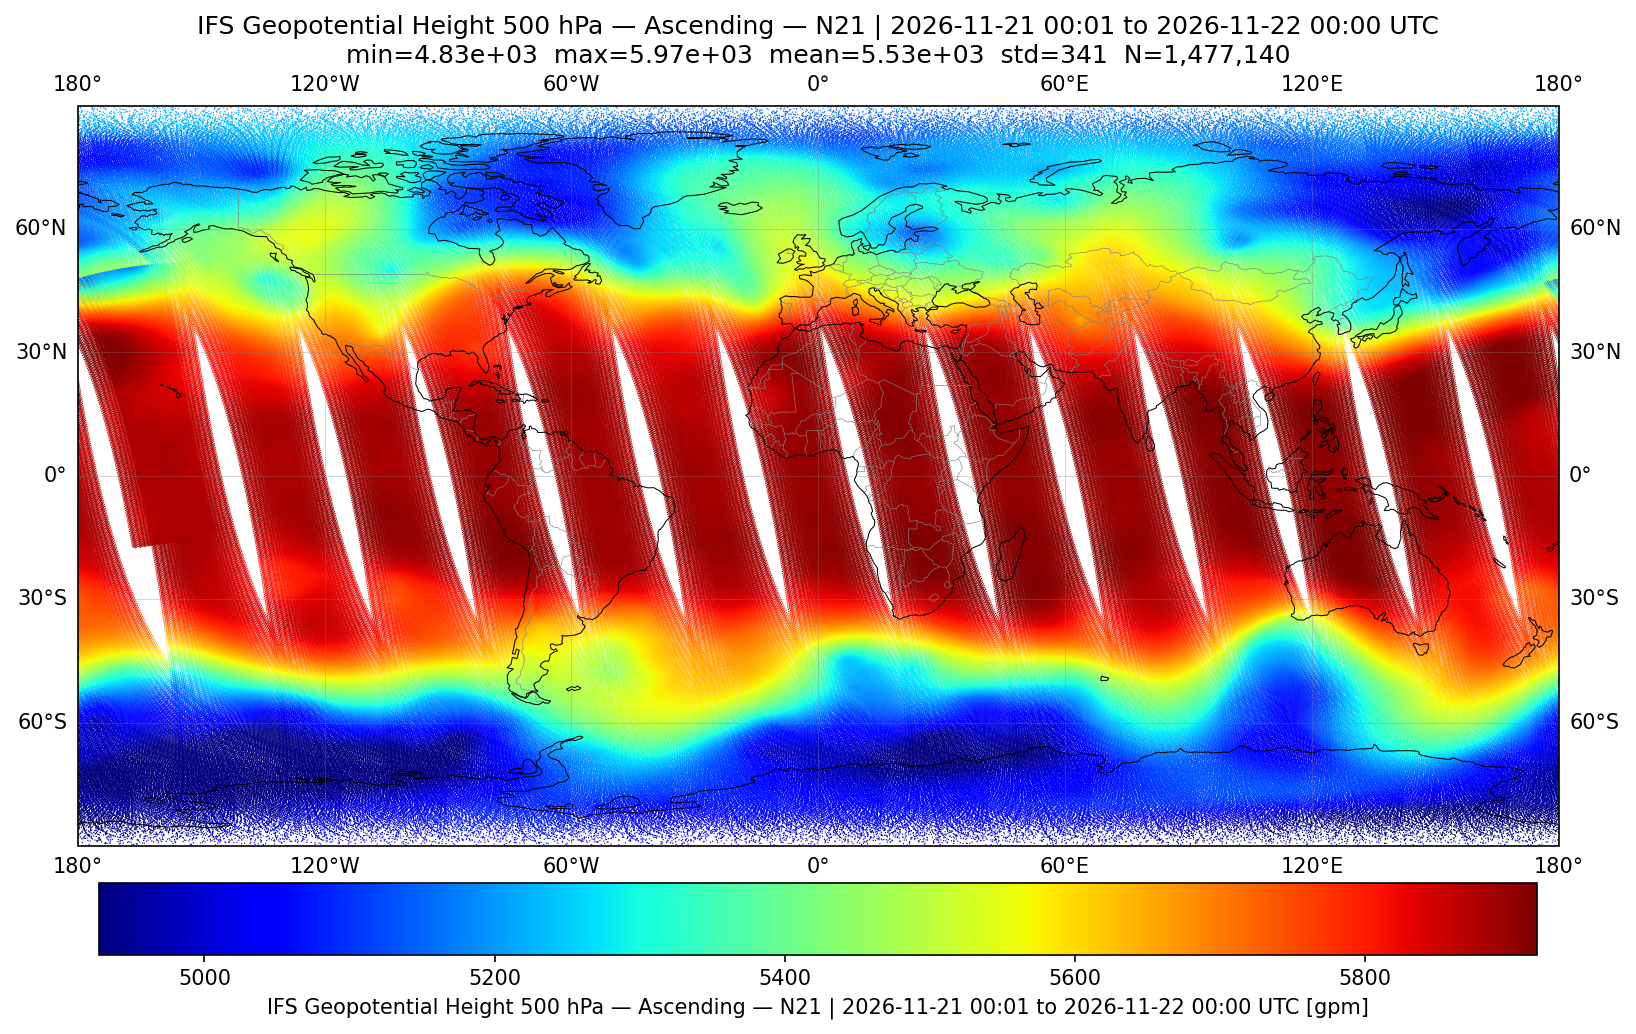 IFS Geopotential Height 500 hPa — Ascending — N21 | 2026-11-21 00:01 to 2026-11-22 00:00 UTC
min=4.83e+03 max=5.97e+03 mean=5.53e+03 std=341 N=1,477,140
180° 120°W 60°W 0° 60°E 120°E 180°
60°N 60°N
30°N 30°N
0° 0°
30°S 30°S
60°S 60°S
180° 120°W 60°W 0° 60°E 120°E 180°
5000 5200 5400 5600 5800
IFS Geopotential Height 500 hPa — Ascending — N21 | 2026-11-21 00:01 to 2026-11-22 00:00 UTC [gpm]